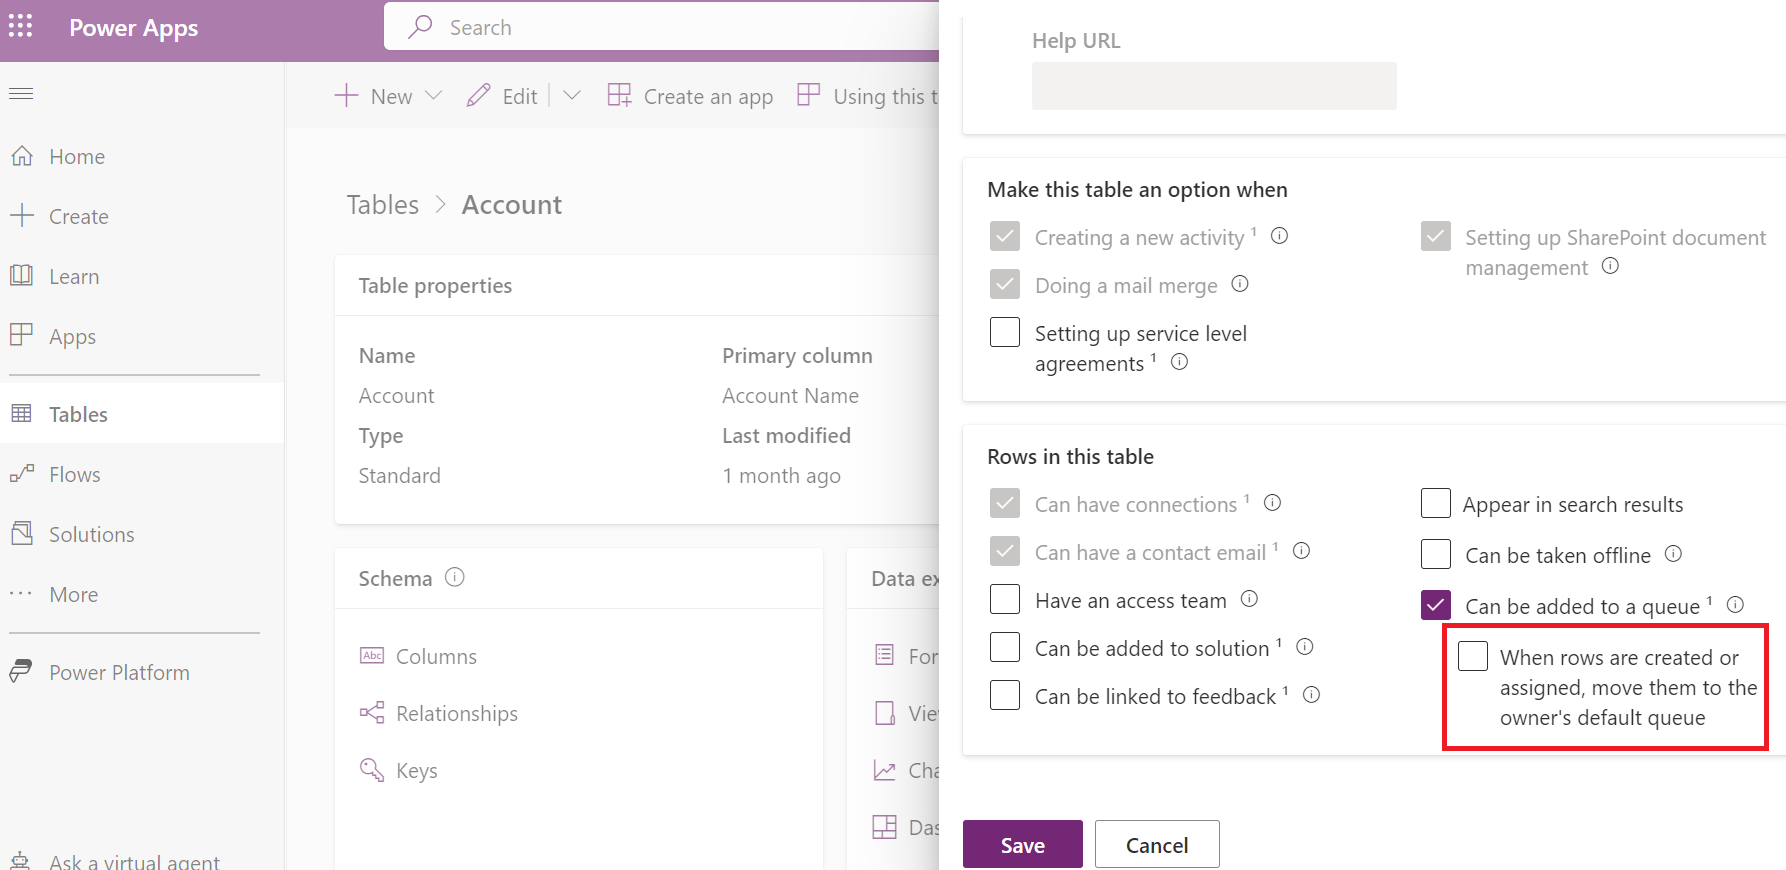 Power Apps
Search
New
Edit
Create an app
Using this t
Home
Create
Learn
Apps
Tables
Flows
Solutions
More
Power Platform
Ask a virtual agent
Tables > Account
Table properties
Name
Primary column
Account
Account Name
Type
Last modified
Standard
1 month ago
Schema
Columns
Relationships
Keys
Data ex
For
Vie
Cha
Das
Help URL
Make this table an option when
Creating a new activity 1
Doing a mail merge
Setting up service level
agreements 1
Setting up SharePoint document
management
Rows in this table
Can have connections 1
Can have a contact email 1
Have an access team
Can be added to solution 1
Can be linked to feedback 1
Appear in search results
Can be taken offline
Can be added to a queue 1
When rows are created or
assigned, move them to the
owner's default queue
Save
Cancel